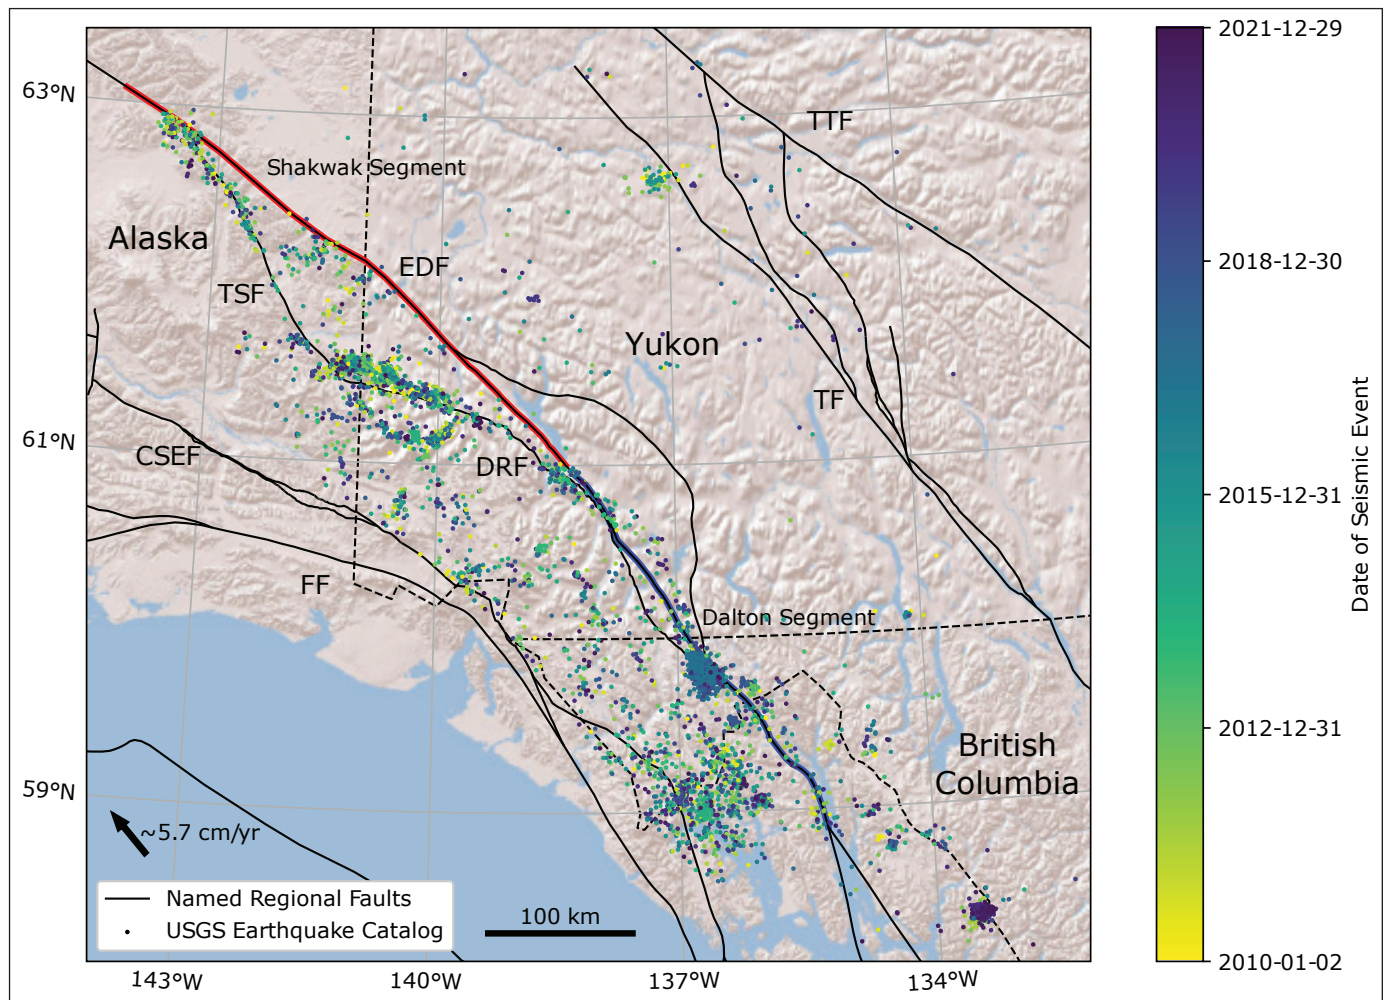 63°N
61°N
59°N
143°W
140°W
137°W
134°W
Shakwak Segment
Alaska
TSF
EDF
TTF
Yukon
TF
CSEF
DRF
FF
Dalton Segment
British
Columbia
~5.7 cm/yr
Named Regional Faults
USGS Earthquake Catalog
100 km
2021-12-29
2018-12-30
2015-12-31
2012-12-31
2010-01-02
Date of Seismic Event